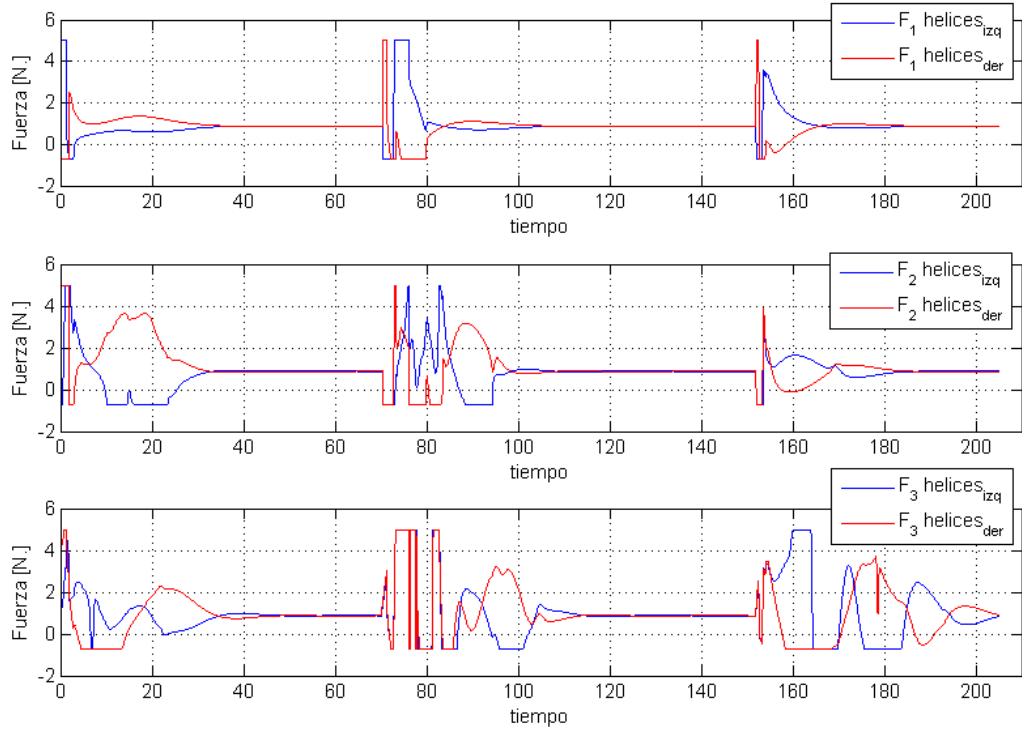 6
4
2
0
-2
Fuerza [N.]
F1 helicesizq
F1 helicesder
0 20 40 60 80 100 120 140 160 180 200
tiempo
6
4
2
0
-2
Fuerza [N.]
F2 helicesizq
F2 helicesder
0 20 40 60 80 100 120 140 160 180 200
tiempo
6
4
2
0
-2
Fuerza [N.]
F3 helicesizq
F3 helicesder
0 20 40 60 80 100 120 140 160 180 200
tiempo